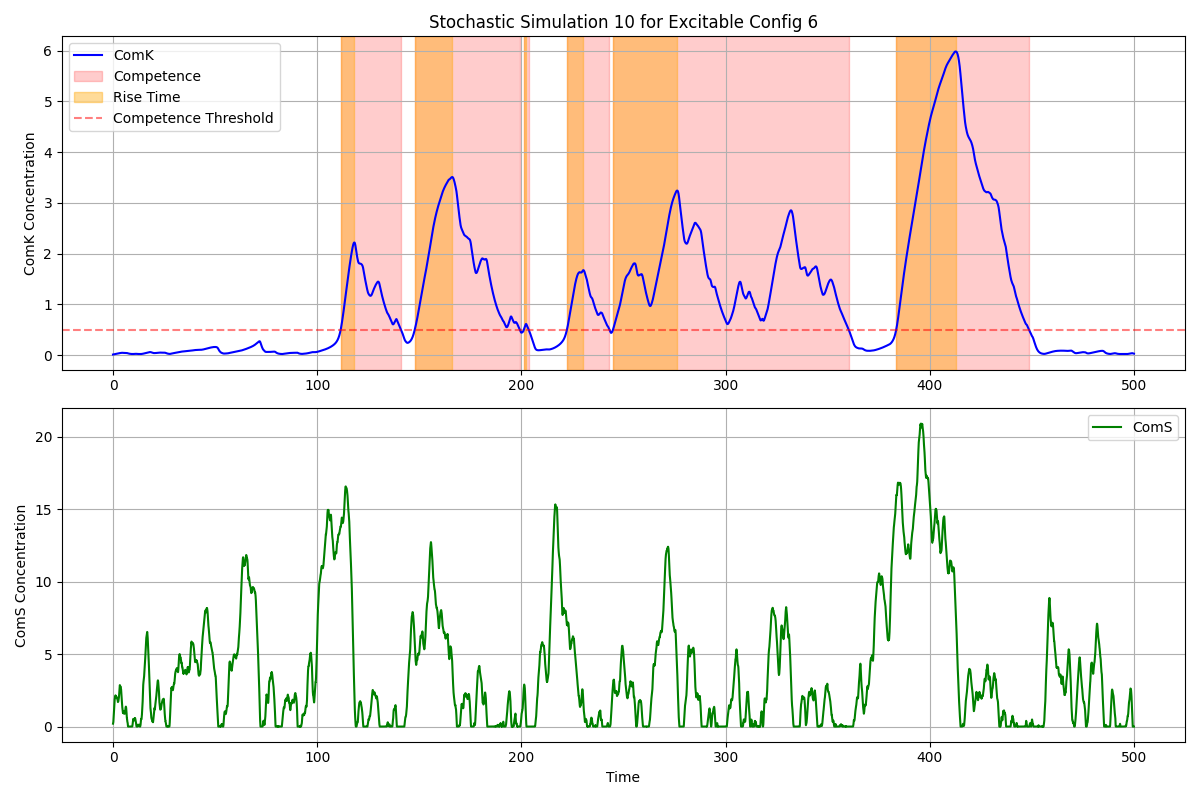 Stochastic Simulation 10 for Excitable Config 6
ComK Concentration
6
5
4
3
2
1
0
ComK
Competence
Rise Time
Competence Threshold
0 100 200 300 400 500
ComS Concentration
20
15
10
5
0
ComS
0 100 200 300 400 500
Time